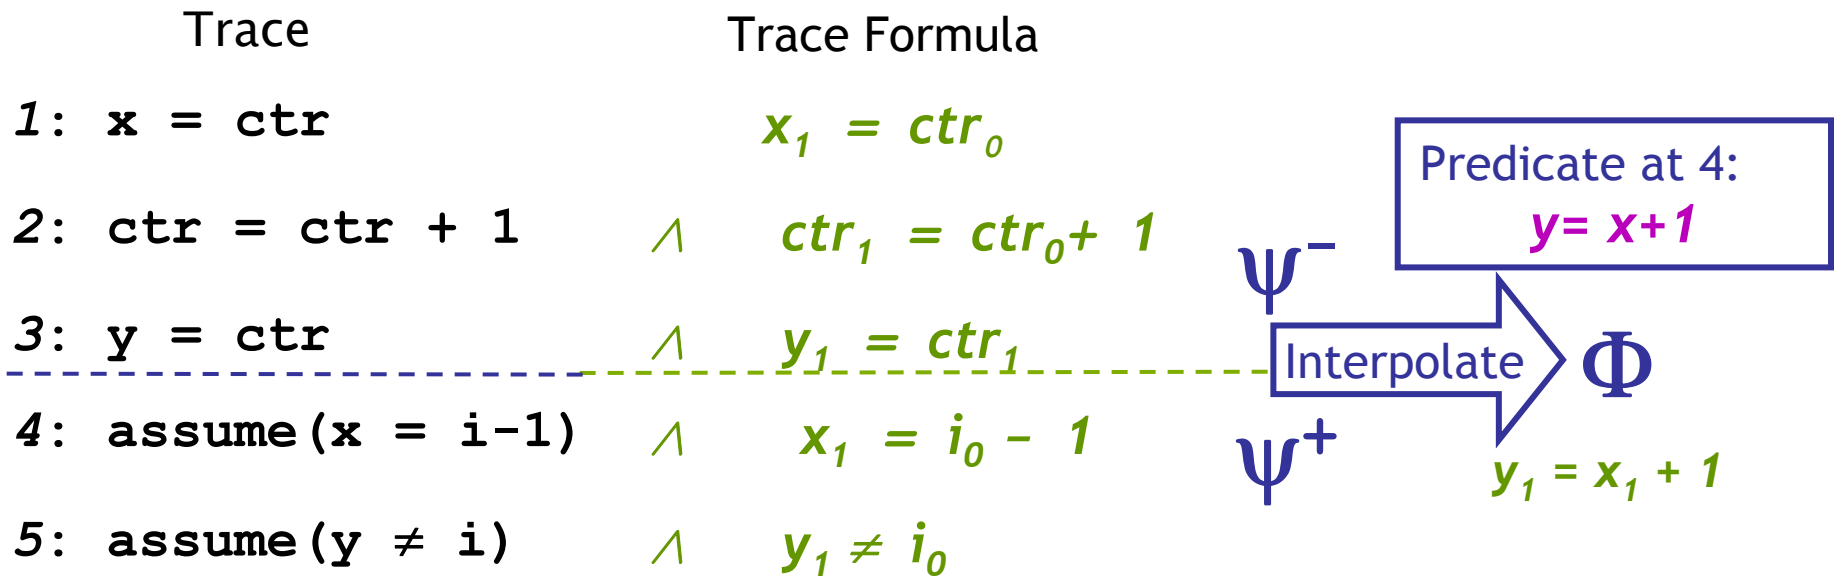 Trace Trace Formula
1: x = ctr x₁ = ctr₀
Predicate at 4:
2: ctr = ctr + 1 ∧ ctr₁ = ctr₀+ 1 y= x+1
Ψ⁻
3: y = ctr ∧ y₁ = ctr₁
Interpolate Φ
4: assume(x = i-1) ∧ x₁ = i₀ - 1
Ψ⁺
y₁ = x₁ + 1
5: assume(y ≠ i) ∧ y₁ ≠ i₀